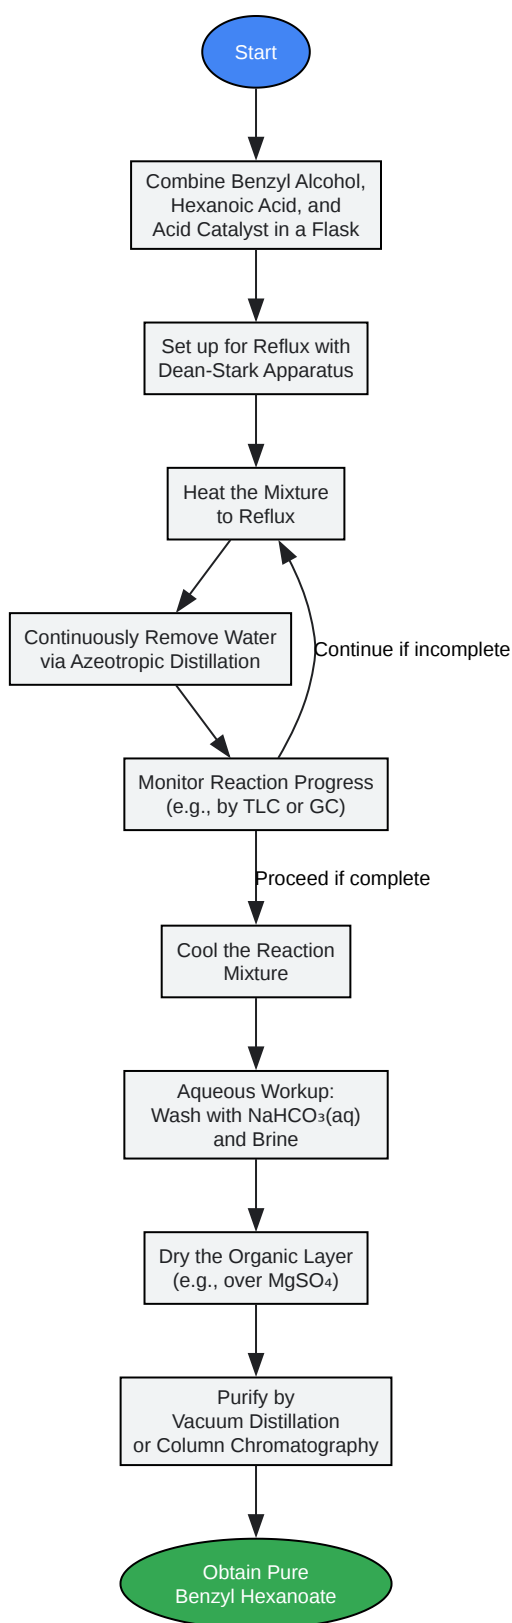 Start
Combine Benzyl Alcohol,
Hexanoic Acid, and
Acid Catalyst in a Flask
Set up for Reflux with
Dean-Stark Apparatus
Heat the Mixture
to Reflux
Continuously Remove Water
via Azeotropic Distillation
Continue if incomplete
Monitor Reaction Progress
(e.g., by TLC or GC)
Proceed if complete
Cool the Reaction
Mixture
Aqueous Workup:
Wash with NaHCO₃(aq)
and Brine
Dry the Organic Layer
(e.g., over MgSO₄)
Purify by
Vacuum Distillation
or Column Chromatography
Obtain Pure
Benzyl Hexanoate